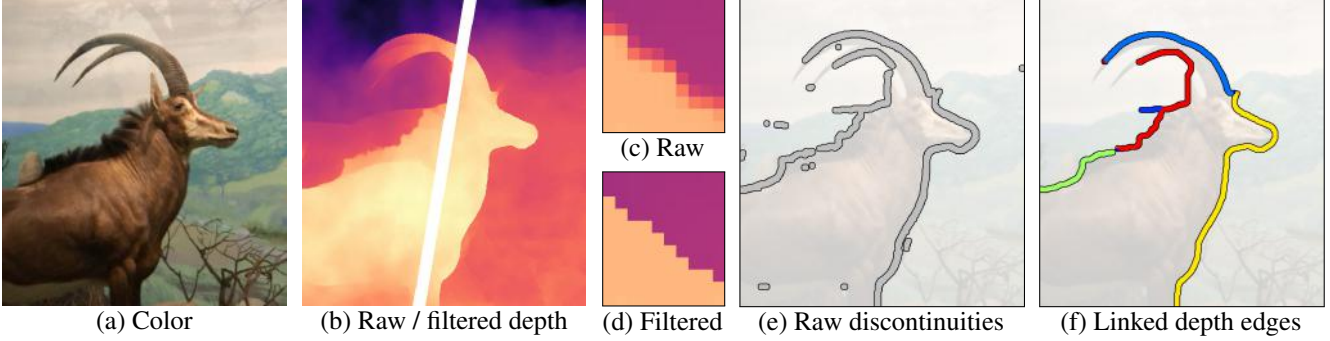 (c) Raw
(a) Color
(b) Raw / filtered depth
(d) Filtered
(e) Raw discontinuities
(f) Linked depth edges